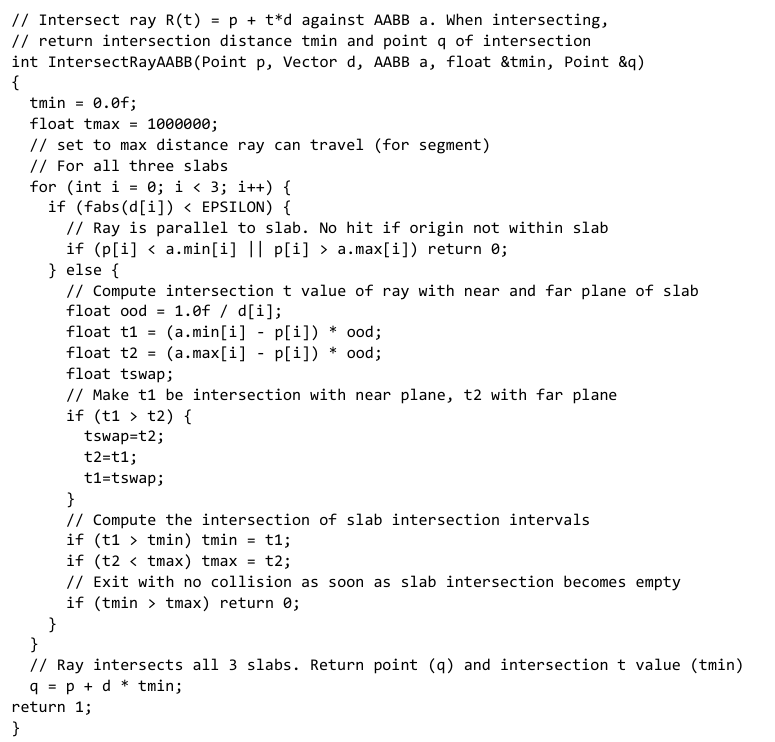 // Intersect ray R(t) = p + t*d against AABB a. When intersecting,
// return intersection distance tmin and point q of intersection
int IntersectRayAABB(Point p, Vector d, AABB a, float &tmin, Point &q)
{
  tmin = 0.0f;
  float tmax = 1000000;
  // set to max distance ray can travel (for segment)
  // For all three slabs
  for (int i = 0; i < 3; i++) {
    if (fabs(d[i]) < EPSILON) {
      // Ray is parallel to slab. No hit if origin not within slab
      if (p[i] < a.min[i] || p[i] > a.max[i]) return 0;
    } else {
      // Compute intersection t value of ray with near and far plane of slab
      float ood = 1.0f / d[i];
      float t1 = (a.min[i] - p[i]) * ood;
      float t2 = (a.max[i] - p[i]) * ood;
      float tswap;
      // Make t1 be intersection with near plane, t2 with far plane
      if (t1 > t2) {
        tswap=t2;
        t2=t1;
        t1=tswap;
      }
      // Compute the intersection of slab intersection intervals
      if (t1 > tmin) tmin = t1;
      if (t2 < tmax) tmax = t2;
      // Exit with no collision as soon as slab intersection becomes empty
      if (tmin > tmax) return 0;
    }
  }
  // Ray intersects all 3 slabs. Return point (q) and intersection t value (tmin)
  q = p + d * tmin;
return 1;
}